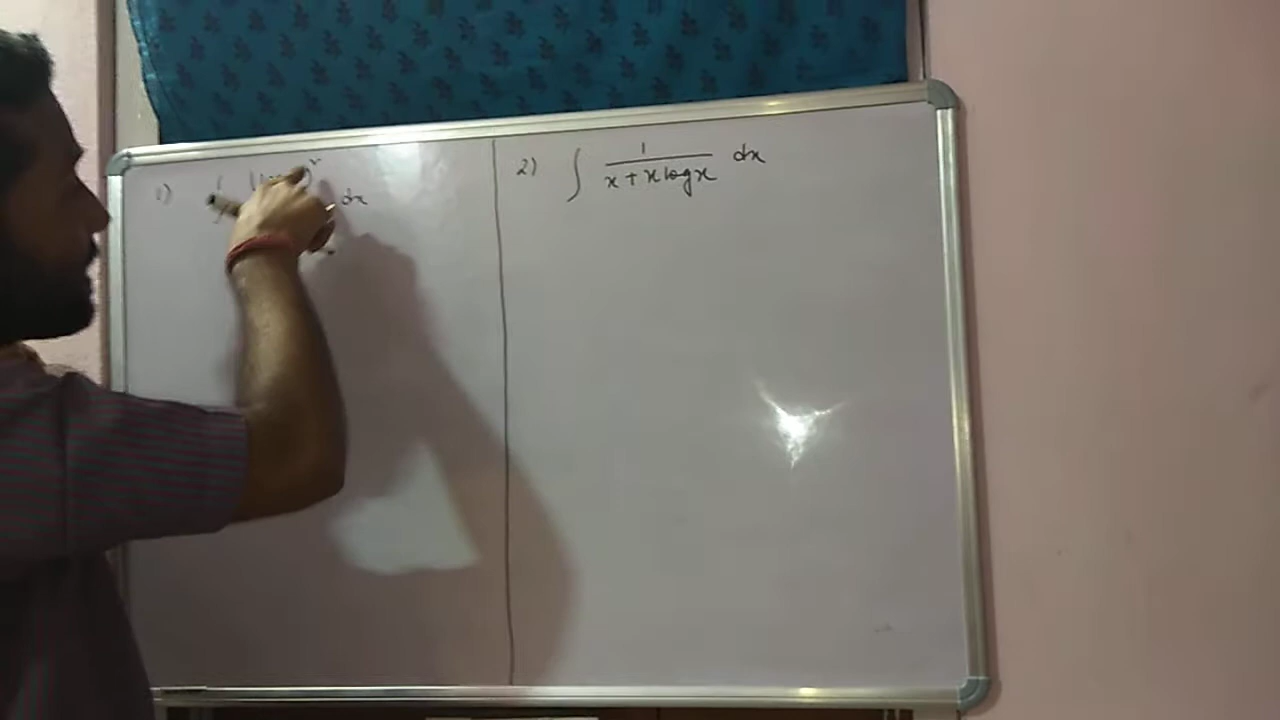 1) ∫ dx
2) ∫ 1/(x + x log x) dx